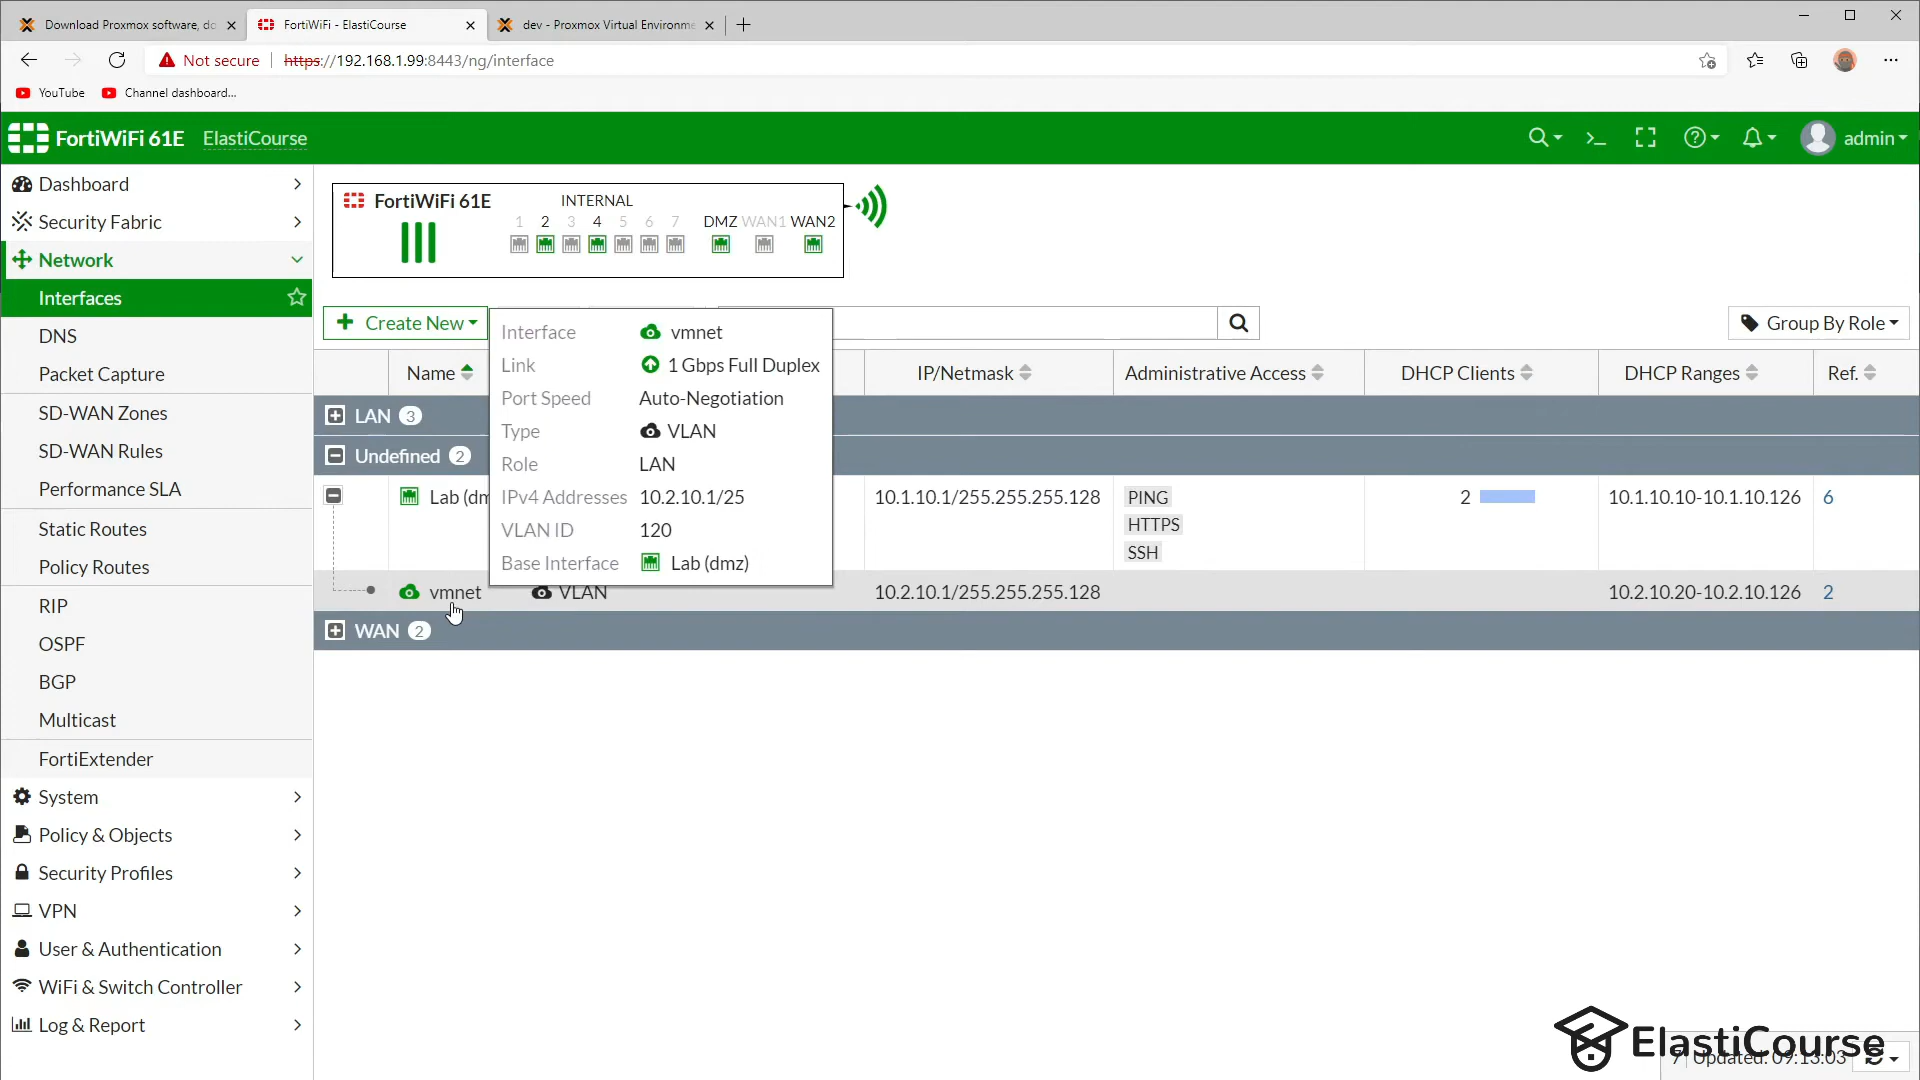 Download Proxmox software, do
FortiWiFi - ElastiCourse
dev - Proxmox Virtual Environme
Not secure
https://192.168.1.99:8443/ng/interface
YouTube
Channel dashboard...
FortiWiFi 61E
ElastiCourse
admin
Dashboard
Security Fabric
Network
Interfaces
DNS
Packet Capture
SD-WAN Zones
SD-WAN Rules
Performance SLA
Static Routes
Policy Routes
RIP
OSPF
BGP
Multicast
FortiExtender
System
Policy & Objects
Security Profiles
VPN
User & Authentication
WiFi & Switch Controller
Log & Report
FortiWiFi 61E
INTERNAL
1 2 3 4 5 6 7 DMZ WAN1 WAN2
Create New
Group By Role
Name IP/Netmask Administrative Access DHCP Clients DHCP Ranges Ref.
LAN 3
Undefined 2
Lab (dm 10.1.10.1/255.255.255.128 PING 2 10.1.10.10-10.1.10.126 6
HTTPS
SSH
vmnet VLAN 10.2.10.1/255.255.255.128 10.2.10.20-10.2.10.126 2
WAN 2
Interface vmnet
Link 1 Gbps Full Duplex
Port Speed Auto-Negotiation
Type VLAN
Role LAN
IPv4 Addresses 10.2.10.1/25
VLAN ID 120
Base Interface Lab (dmz)
ElastiCourse
7 Updated: 09:13:03